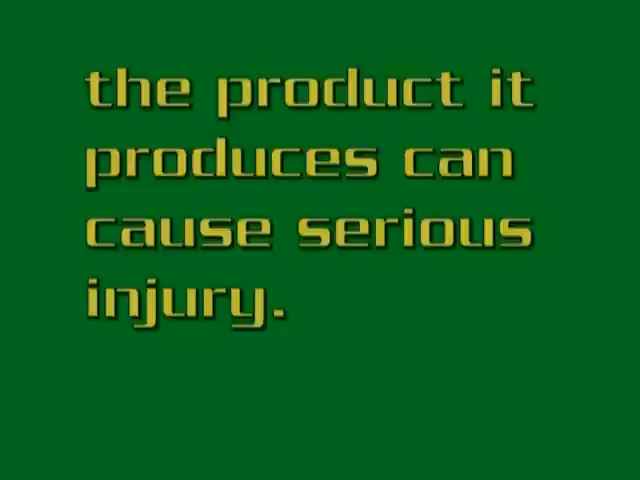 the product it
produces can
cause serious
injury.